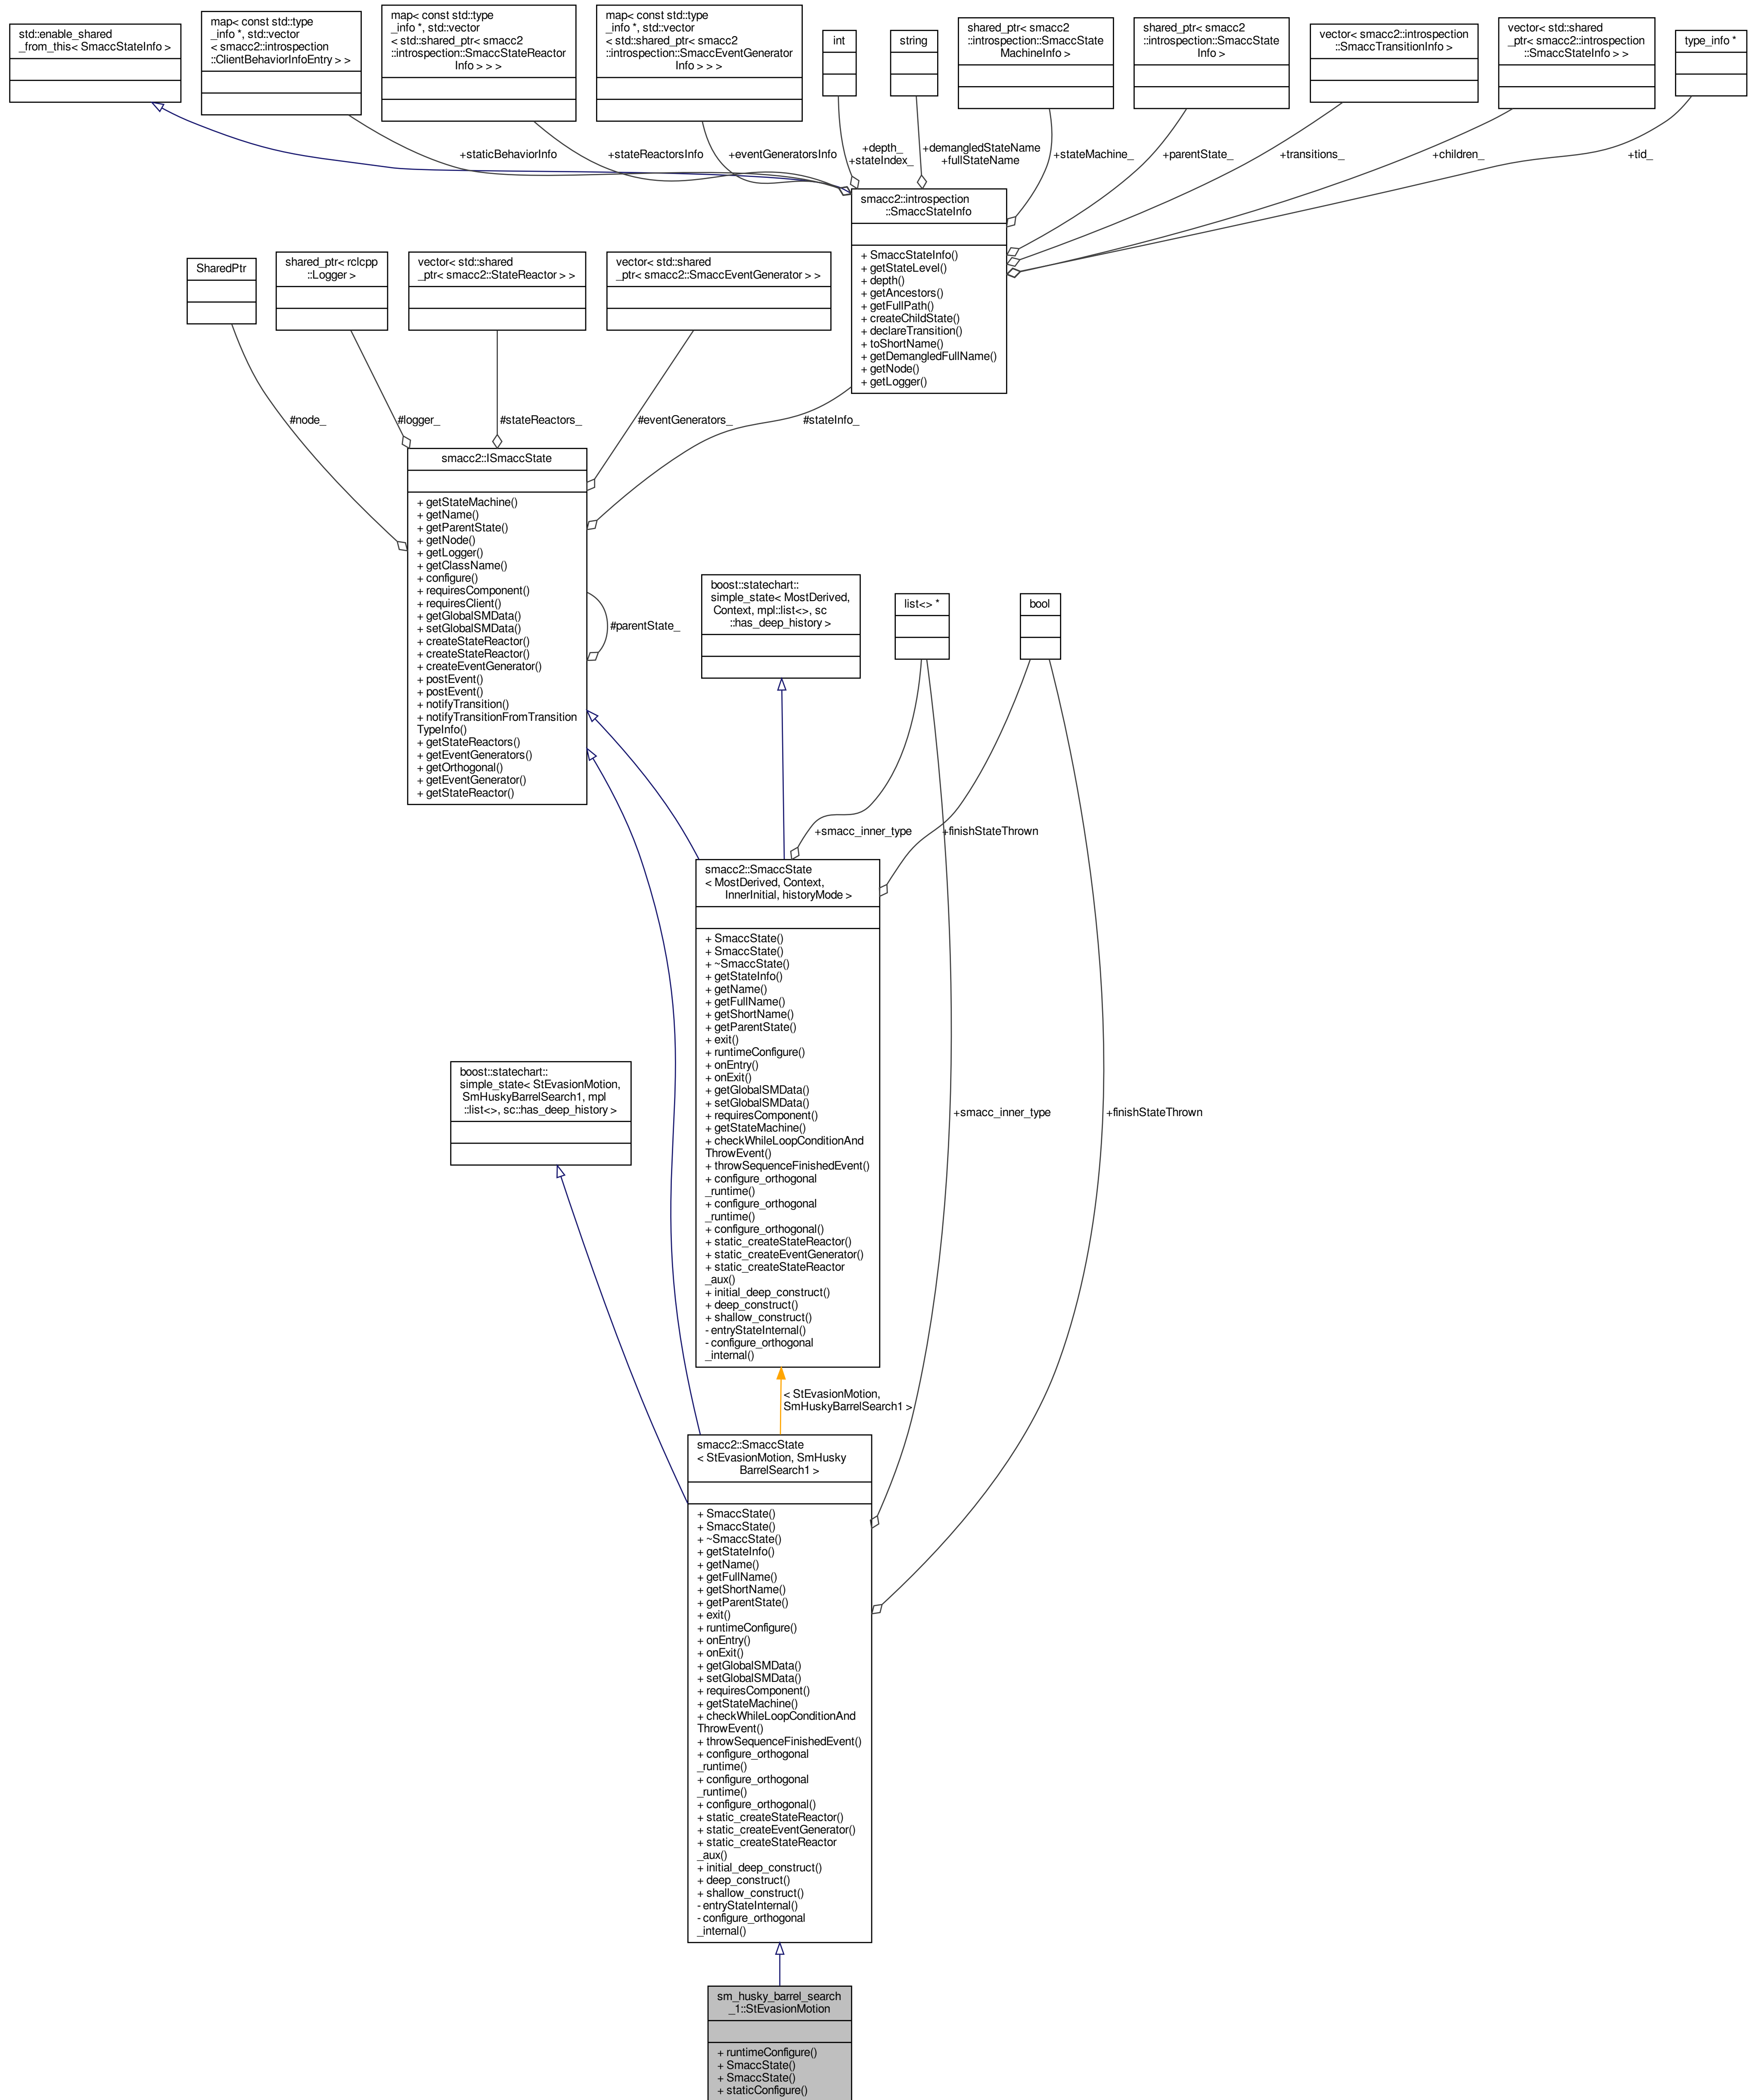 std::enable_shared
_from_this< SmaccStateInfo >
map< const std::type
_info *, std::vector
< smacc2::introspection
::ClientBehaviorInfoEntry > >
map< const std::type
_info *, std::vector
< std::shared_ptr< smacc2
::introspection::SmaccStateReactor
Info > > >
map< const std::type
_info *, std::vector
< std::shared_ptr< smacc2
::introspection::SmaccEventGenerator
Info > > >
int
string
shared_ptr< smacc2
::introspection::SmaccState
MachineInfo >
shared_ptr< smacc2
::introspection::SmaccState
Info >
vector< smacc2::introspection
::SmaccTransitionInfo >
vector< std::shared
_ptr< smacc2::introspection
::SmaccStateInfo > >
type_info *
+staticBehaviorInfo
+stateReactorsInfo
+eventGeneratorsInfo
+depth_
+stateIndex_
+demangledStateName
+fullStateName
+stateMachine_
+parentState_
+transitions_
+children_
+tid_
smacc2::introspection
::SmaccStateInfo
+ SmaccStateInfo()
+ getStateLevel()
+ depth()
+ getAncestors()
+ getFullPath()
+ createChildState()
+ declareTransition()
+ toShortName()
+ getDemangledFullName()
+ getNode()
+ getLogger()
SharedPtr
shared_ptr< rclcpp
::Logger >
vector< std::shared
_ptr< smacc2::StateReactor > >
vector< std::shared
_ptr< smacc2::SmaccEventGenerator > >
#node_
#logger_
#stateReactors_
#eventGenerators_
#stateInfo_
smacc2::ISmaccState
+ getStateMachine()
+ getName()
+ getParentState()
+ getNode()
+ getLogger()
+ getClassName()
+ configure()
+ requiresComponent()
+ requiresClient()
+ getGlobalSMData()
+ setGlobalSMData()
+ createStateReactor()
+ createStateReactor()
+ createEventGenerator()
+ postEvent()
+ postEvent()
+ notifyTransition()
+ notifyTransitionFromTransition
TypeInfo()
+ getStateReactors()
+ getEventGenerators()
+ getOrthogonal()
+ getEventGenerator()
+ getStateReactor()
#parentState_
boost::statechart::
simple_state< MostDerived,
Context, mpl::list<>, sc
::has_deep_history >
list<> *
bool
+smacc_inner_type
+finishStateThrown
smacc2::SmaccState
< MostDerived, Context,
InnerInitial, historyMode >
+ SmaccState()
+ SmaccState()
+ ~SmaccState()
+ getStateInfo()
+ getName()
+ getFullName()
+ getShortName()
+ getParentState()
+ exit()
+ runtimeConfigure()
+ onEntry()
+ onExit()
+ getGlobalSMData()
+ setGlobalSMData()
+ requiresComponent()
+ getStateMachine()
+ checkWhileLoopConditionAnd
ThrowEvent()
+ throwSequenceFinishedEvent()
+ configure_orthogonal
_runtime()
+ configure_orthogonal
_runtime()
+ configure_orthogonal()
+ static_createStateReactor()
+ static_createEventGenerator()
+ static_createStateReactor
_aux()
+ initial_deep_construct()
+ deep_construct()
+ shallow_construct()
- entryStateInternal()
- configure_orthogonal
_internal()
boost::statechart::
simple_state< StEvasionMotion,
SmHuskyBarrelSearch1, mpl
::list<>, sc::has_deep_history >
+smacc_inner_type
+finishStateThrown
< StEvasionMotion,
SmHuskyBarrelSearch1 >
smacc2::SmaccState
< StEvasionMotion, SmHusky
BarrelSearch1 >
+ SmaccState()
+ SmaccState()
+ ~SmaccState()
+ getStateInfo()
+ getName()
+ getFullName()
+ getShortName()
+ getParentState()
+ exit()
+ runtimeConfigure()
+ onEntry()
+ onExit()
+ getGlobalSMData()
+ setGlobalSMData()
+ requiresComponent()
+ getStateMachine()
+ checkWhileLoopConditionAnd
ThrowEvent()
+ throwSequenceFinishedEvent()
+ configure_orthogonal
_runtime()
+ configure_orthogonal
_runtime()
+ configure_orthogonal()
+ static_createStateReactor()
+ static_createEventGenerator()
+ static_createStateReactor
_aux()
+ initial_deep_construct()
+ deep_construct()
+ shallow_construct()
- entryStateInternal()
- configure_orthogonal
_internal()
sm_husky_barrel_search
_1::StEvasionMotion
+ runtimeConfigure()
+ SmaccState()
+ SmaccState()
+ staticConfigure()